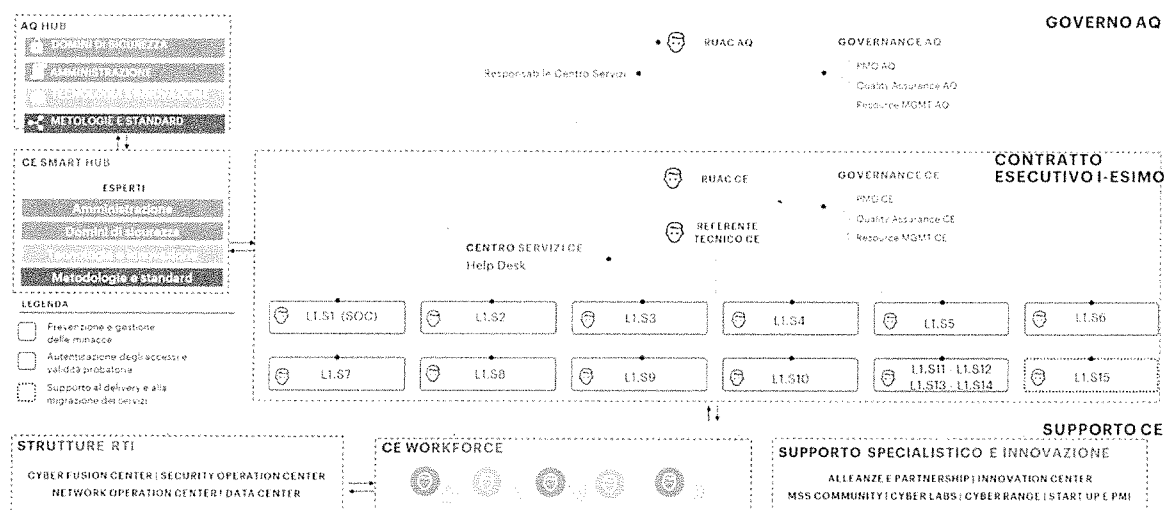 AQ HUB
DOMINI DI SICUREZZA
AMMINISTRAZIONE
TECNOLOGIA E INNOVAZIONE
METOLOGIE E STANDARD
GOVERNO AQ
RUAC AQ
Responsabile Centro Servizi
GOVERNANCE AQ
PMO AQ
Quality Assurance AQ
Resource MGMT AQ
CE SMART HUB
ESPERTI
Amministrazione
Domini di sicurezza
Metodologie e standard
LEGENDA
Prevenzione e gestione
delle minacce
Autenticazione degli accessi e
validità probatoria
Supporto al delivery e alla
migrazione dei servizi
CONTRATTO
ESECUTIVO I-ESIMO
RUAC CE
GOVERNANCE CE
PMO CE
Quality Assurance CE
Resource MGMT CE
REFERENTE
TECNICO CE
CENTRO SERVIZI CE
Help Desk
L1.S1 (SOC)
L1.S2
L1.S3
L1.S4
L1.S5
L1.S6
L1.S7
L1.S8
L1.S9
L1.S10
L1.S11 - L1.S12
L1.S13 - L1.S14
L1.S15
SUPPORTO CE
STRUTTURE RTI
CYBER FUSION CENTER | SECURITY OPERATION CENTER
NETWORK OPERATION CENTER | DATA CENTER
CE WORKFORCE
SUPPORTO SPECIALISTICO E INNOVAZIONE
ALLEANZE E PARTNERSHIP | INNOVATION CENTER
MSS COMMUNITY | CYBER LABS | CYBER RANGE | START UP E PMI